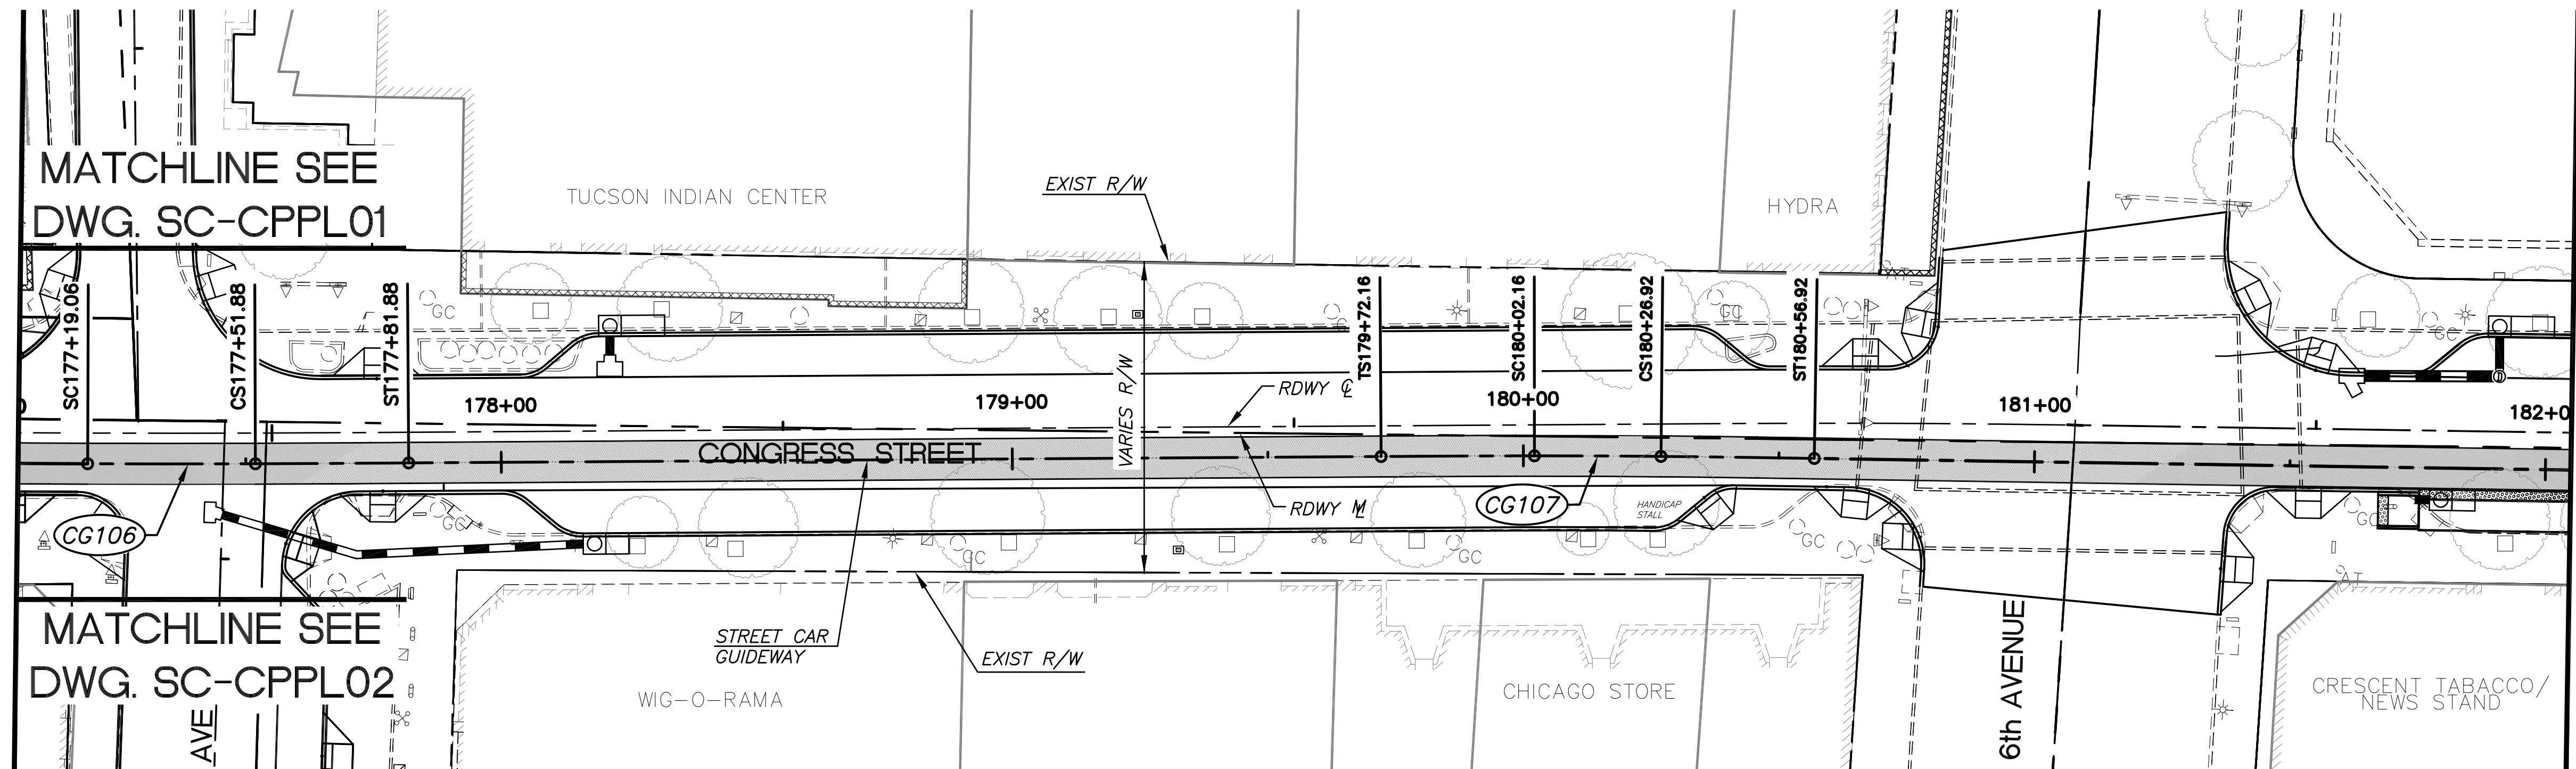 MATCHLINE SEE
DWG. SC-CPPL01
TUCSON INDIAN CENTER
EXIST R/W
HYDRA
SC177+19.06
CS177+51.88
ST177+81.88
GC
VARIES R/W
TS179+72.16
SC180+02.16
CS180+26.92
GC
ST180+56.92
GC
178+00
179+00
RDWY ℄
180+00
181+00
182+0
CONGRESS STREET
CG106
GC
RDWY M
CG107
HANDICAP
STALL
GC
GC
GC
GC
MATCHLINE SEE
DWG. SC-CPPL02
STREET CAR
GUIDEWAY
EXIST R/W
WIG-O-RAMA
CHICAGO STORE
AVE
6th AVENUE
CRESCENT TABACCO/
NEWS STAND